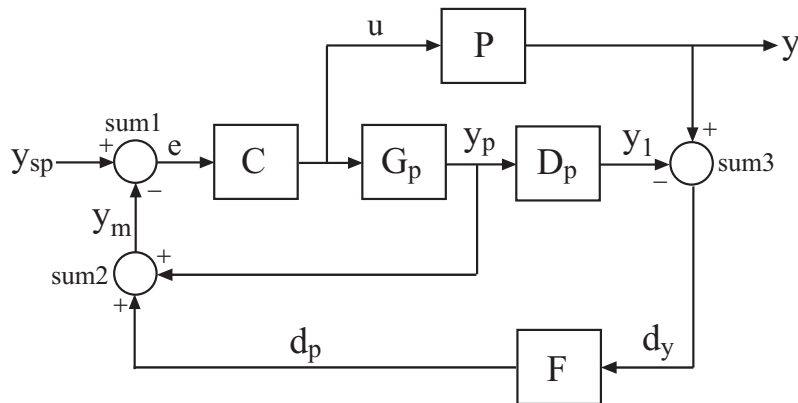 u
P
y
sum1
+
y_sp
e
C
G_p
y_p
D_p
y_1
+
−
sum3
−
y_m
sum2
+
+
d_p
F
d_y